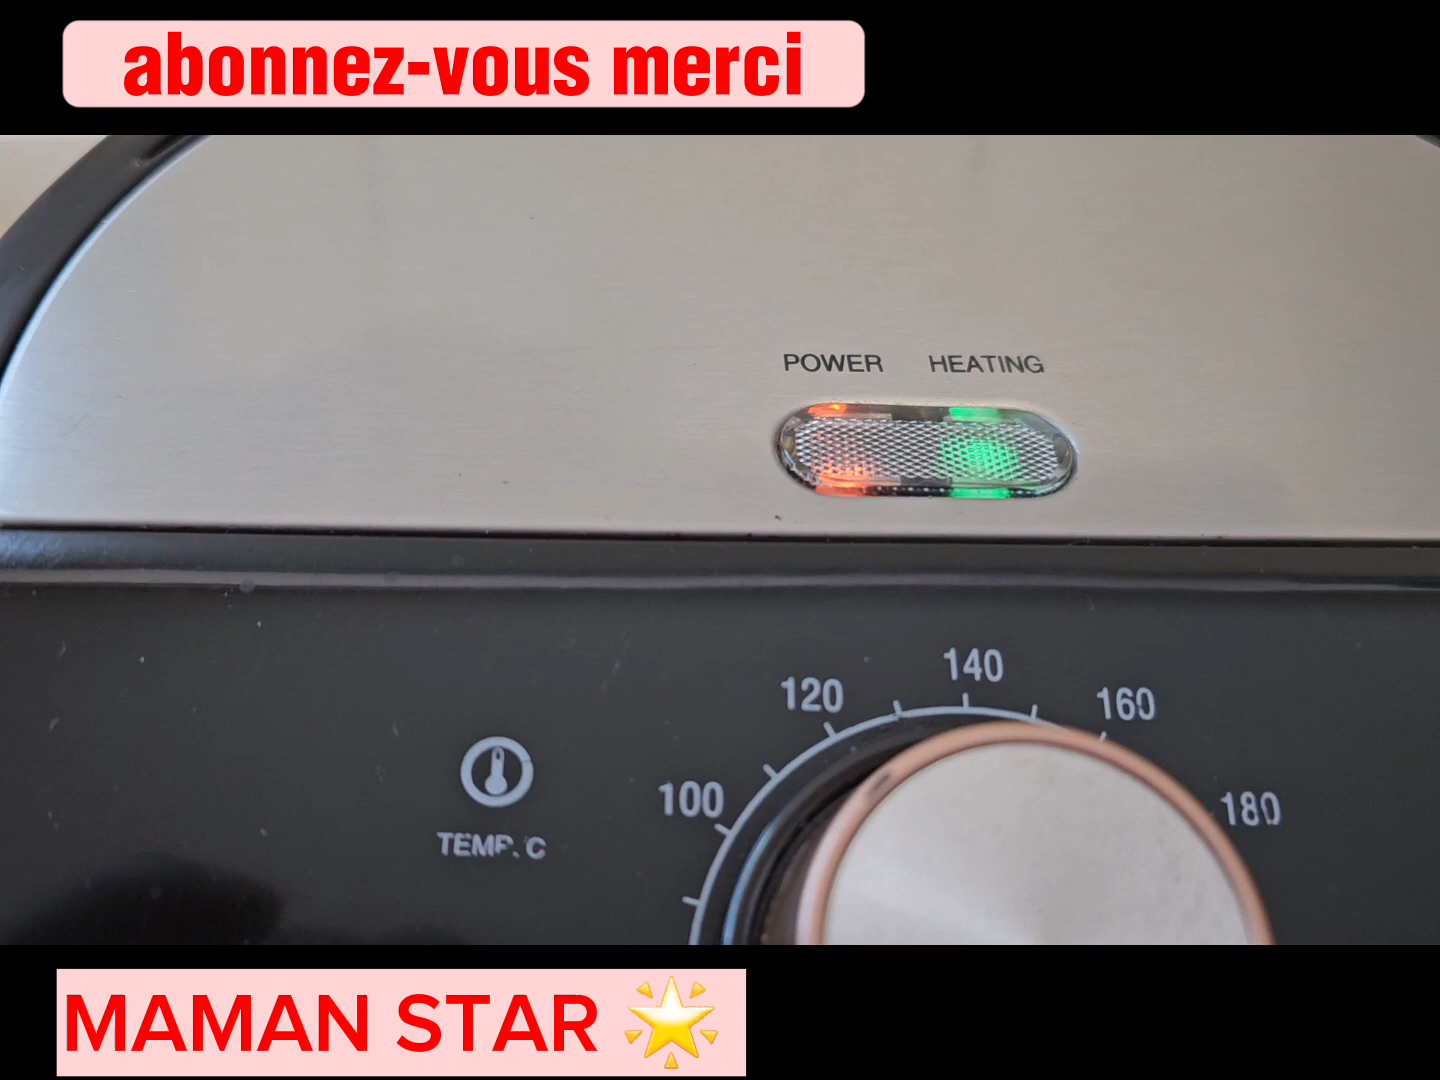 abonnez-vous merci
POWER HEATING
140
120 160
100 180
TEMP. C
MAMAN STAR 🌟